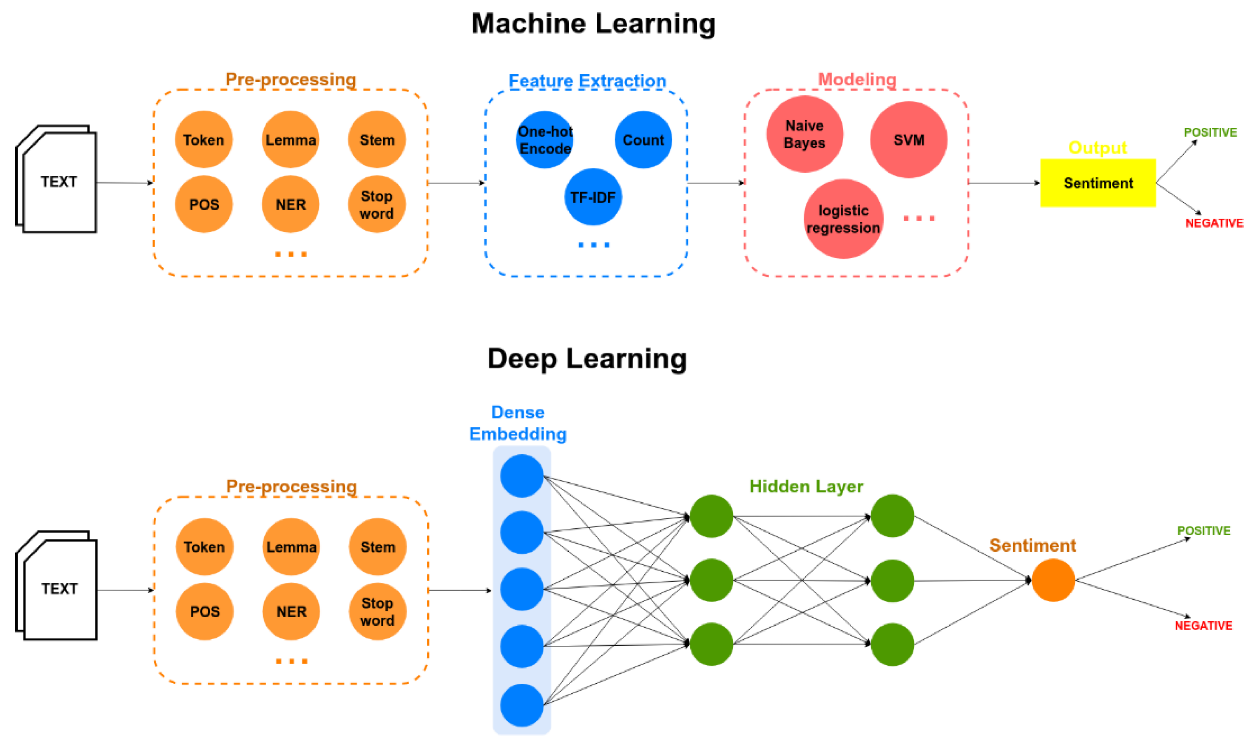 Machine Learning
Pre-processing
Feature Extraction
Modeling
Token
Lemma
Stem
POS
NER
Stop
word
...
One-hot
Encode
Count
TF-IDF
...
Naive
Bayes
SVM
logistic
regression
...
TEXT
Output
Sentiment
POSITIVE
NEGATIVE
Deep Learning
Dense
Embedding
Pre-processing
Hidden Layer
Token
Lemma
Stem
POS
NER
Stop
word
...
TEXT
Sentiment
POSITIVE
NEGATIVE